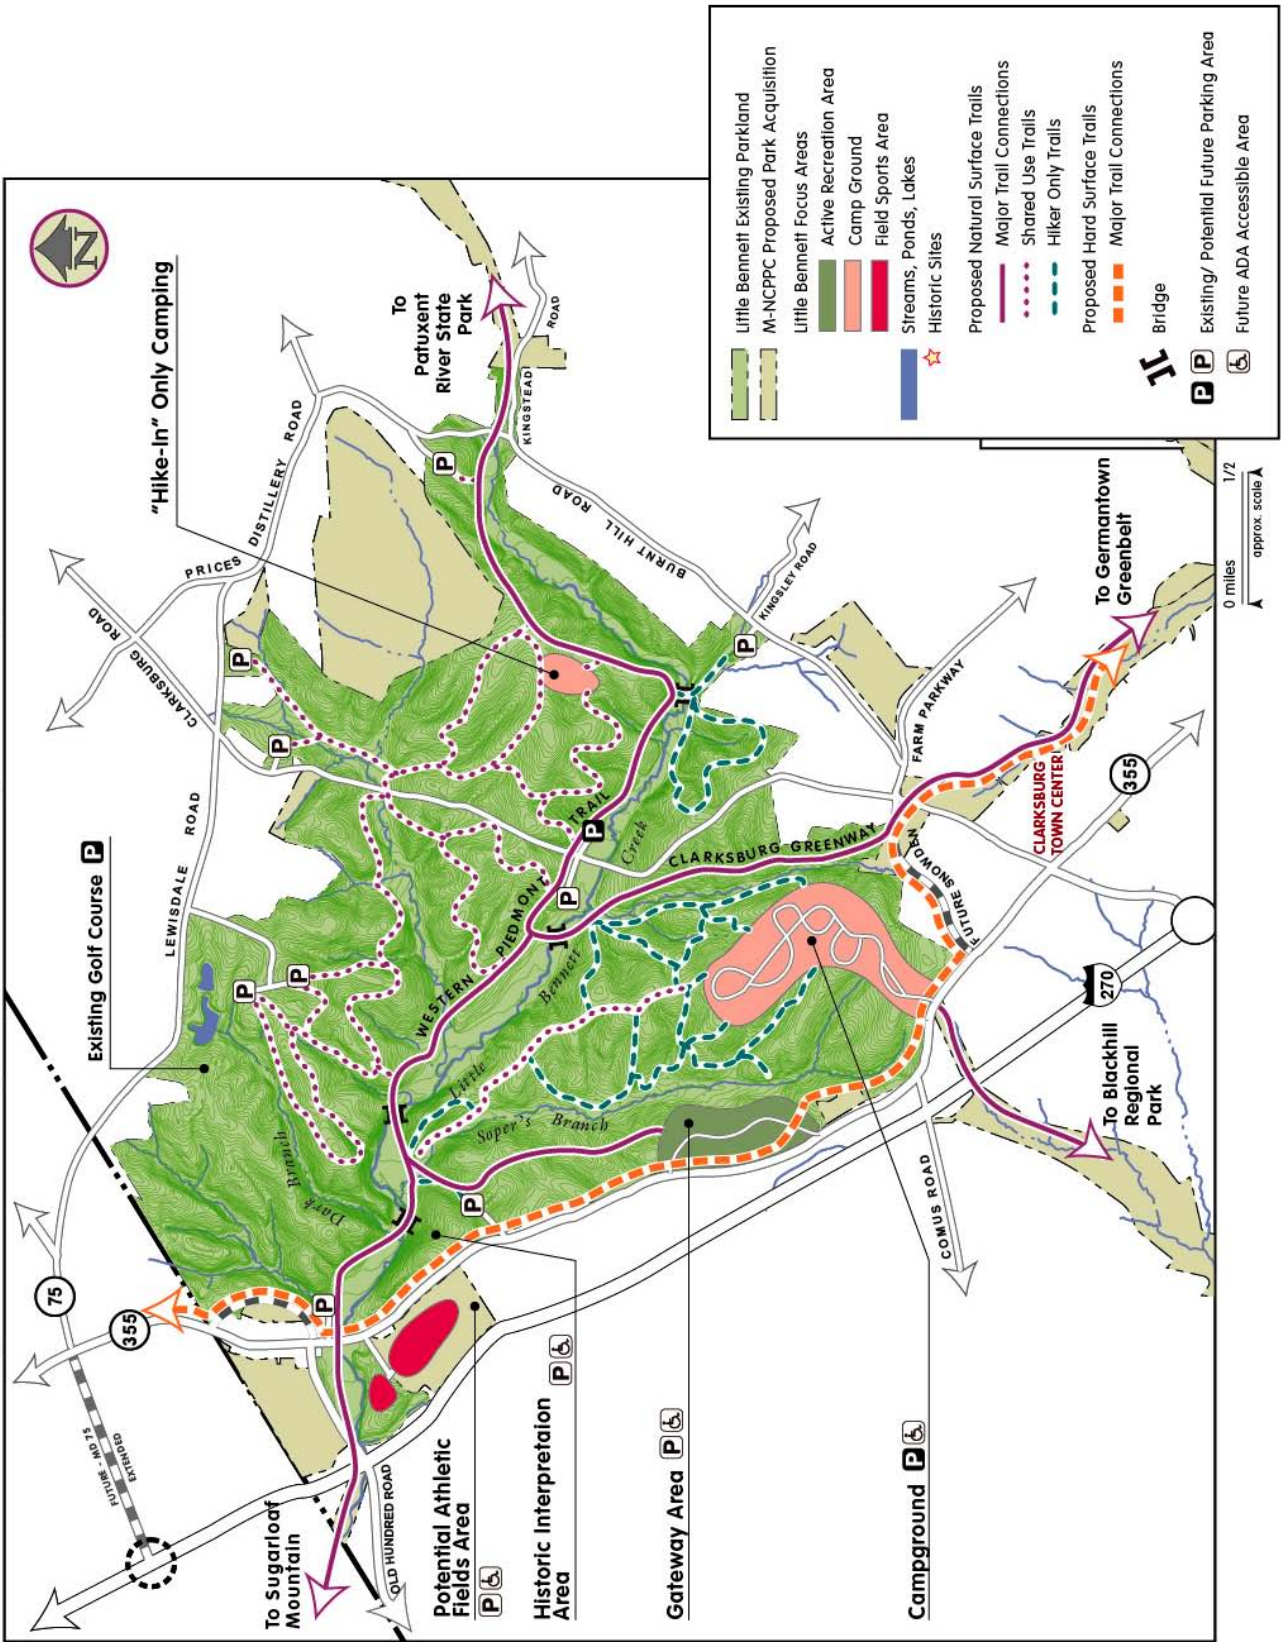 N
"Hike-In" Only Camping
To
Patuxent
River State
Park
Existing Golf Course P
LEWISDALE ROAD
CLARKSBURG ROAD
PRICES DISTILLERY ROAD
KINGSTEAD ROAD
BURNT HILL ROAD
KINGSLEY ROAD
FARM PARKWAY
WESTERN PIEDMONT TRAIL
CLARKSBURG GREENWAY
Little Bennett Creek
Soper's Branch
Dark Branch
FUTURE SNOWDEN
CLARKSBURG
TOWN CENTER
To Germantown
Greenbelt
To Blackhill
Regional
Park
COMUS ROAD
OLD HUNDRED ROAD
FUTURE - MD 75
EXTENDED
75
355
355
270
P
P
P
P
P
P
P
P
P
P
P
To Sugarloaf
Mountain
Potential Athletic
Fields Area
P
Historic Interpretaion
Area P
Gateway Area P
Campground P
0 miles 1/2
approx. scale
Little Bennett Existing Parkland
M-NCPPC Proposed Park Acquisition
Little Bennett Focus Areas
Active Recreation Area
Camp Ground
Field Sports Area
Streams, Ponds, Lakes
Historic Sites
Proposed Natural Surface Trails
Major Trail Connections
Shared Use Trails
Hiker Only Trails
Proposed Hard Surface Trails
Major Trail Connections
Bridge
P P Existing/ Potential Future Parking Area
Future ADA Accessible Area